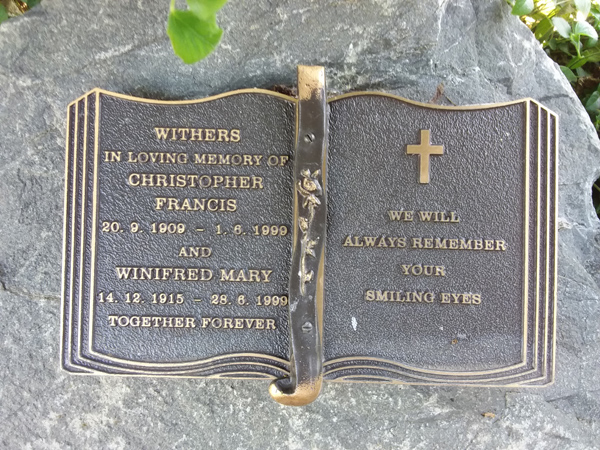 WITHERS
IN LOVING MEMORY OF
CHRISTOPHER
FRANCIS
20. 9. 1909 - 1. 6. 1999
AND
WINIFRED MARY
14. 12. 1915 - 28. 6. 1999
TOGETHER FOREVER
WE WILL
ALWAYS REMEMBER
YOUR
SMILING EYES